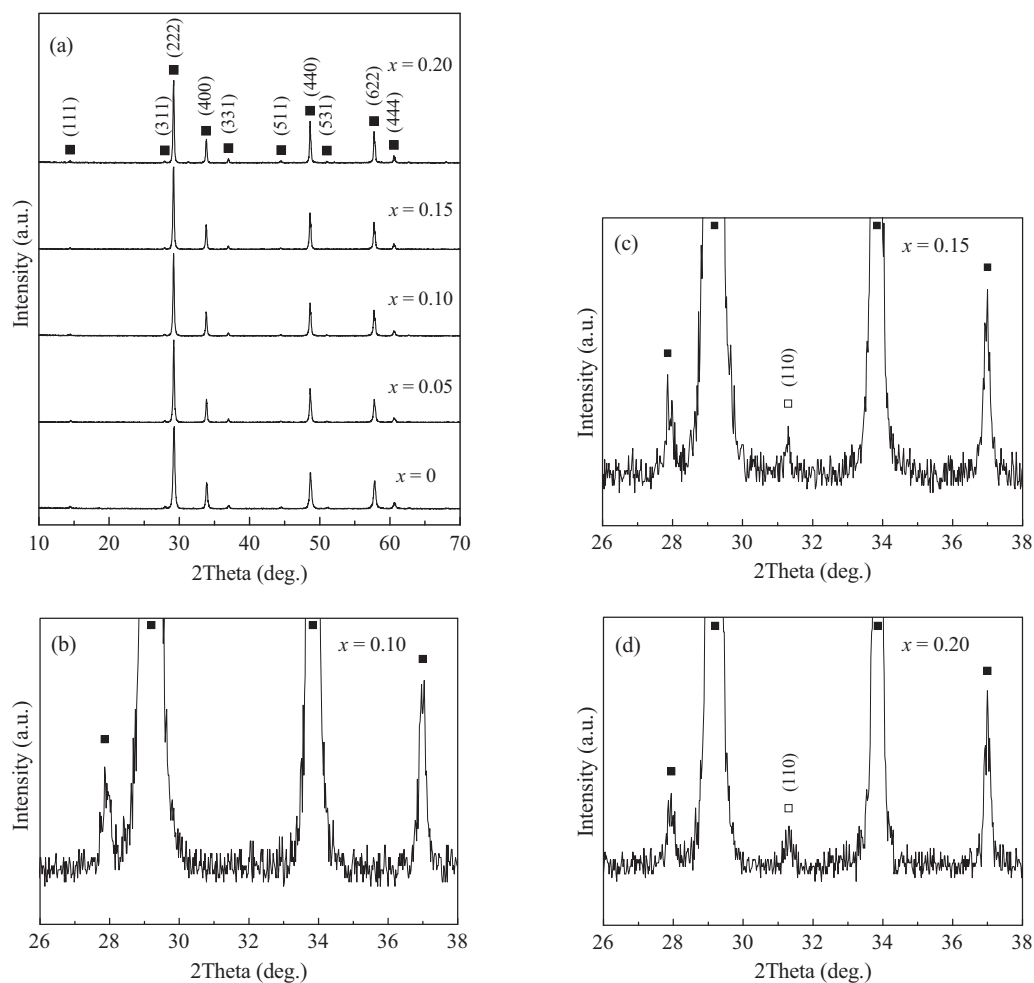 (a)
x = 0.20
(111)
(311)
(222)
(400)
(331)
(511)
(440)
(531)
(622)
(444)
x = 0.15
x = 0.10
x = 0.05
x = 0
Intensity (a.u.)
10 20 30 40 50 60 70
2Theta (deg.)
(b)
x = 0.10
Intensity (a.u.)
26 28 30 32 34 36 38
2Theta (deg.)
(c)
x = 0.15
(110)
Intensity (a.u.)
26 28 30 32 34 36 38
2Theta (deg.)
(d)
x = 0.20
(110)
Intensity (a.u.)
26 28 30 32 34 36 38
2Theta (deg.)